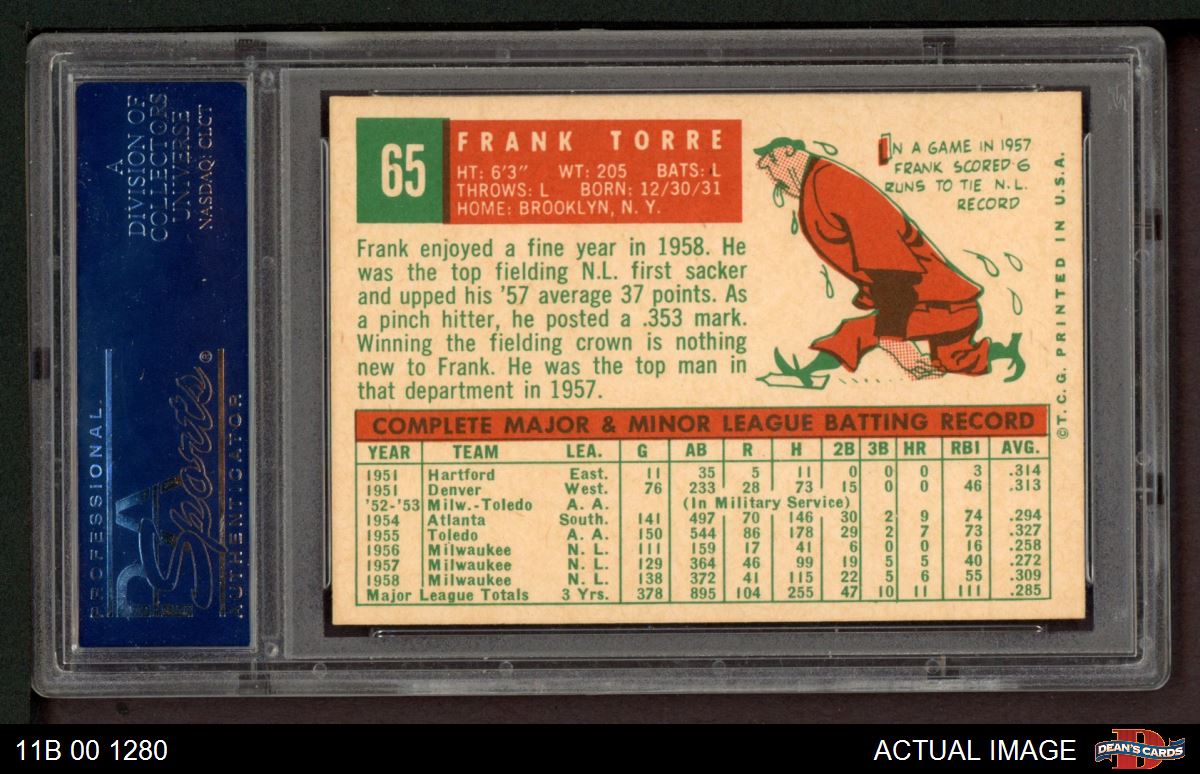 A
DIVISION OF
COLLECTORS
UNIVERSE
NASDAQ: CLCT
PROFESSIONAL
PSA
Sports®
AUTHENTICATOR
65
FRANK TORRE
HT: 6'3" WT: 205 BATS: L
THROWS: L BORN: 12/30/31
HOME: BROOKLYN, N. Y.
IN A GAME IN 1957
FRANK SCORED 6
RUNS TO TIE N.L.
RECORD
Frank enjoyed a fine year in 1958. He
was the top fielding N.L. first sacker
and upped his '57 average 37 points. As
a pinch hitter, he posted a .353 mark.
Winning the fielding crown is nothing
new to Frank. He was the top man in
that department in 1957.
©T. C. G. PRINTED IN U.S.A.
COMPLETE MAJOR & MINOR LEAGUE BATTING RECORD
YEAR TEAM LEA. G AB R H 2B 3B HR RBI AVG.
1951 Hartford East. 11 35 5 11 0 0 0 3 .314
1951 Denver West. 76 233 28 73 15 0 0 46 .313
'52-'53 Milw.-Toledo A. A. (In Military Service)
1954 Atlanta South. 141 497 70 146 30 2 9 74 .294
1955 Toledo A. A. 150 544 86 178 29 2 7 73 .327
1956 Milwaukee N. L. 111 159 17 41 6 0 0 16 .258
1957 Milwaukee N. L. 129 364 46 99 19 5 5 40 .272
1958 Milwaukee N. L. 138 372 41 115 22 5 6 55 .309
Major League Totals 3 Yrs. 378 895 104 255 47 10 11 111 .285
11B 00 1280
ACTUAL IMAGE
DEAN'S CARDS